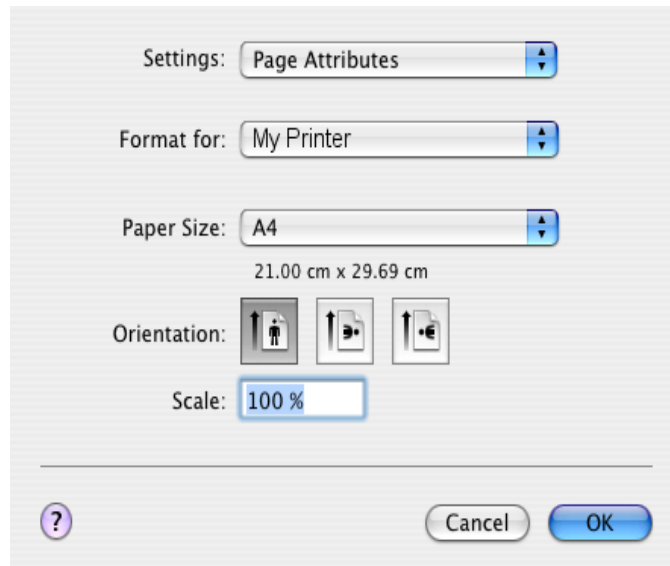 Settings: Page Attributes
Format for: My Printer
Paper Size: A4
21.00 cm x 29.69 cm
Orientation:
Scale: 100 %
? Cancel OK